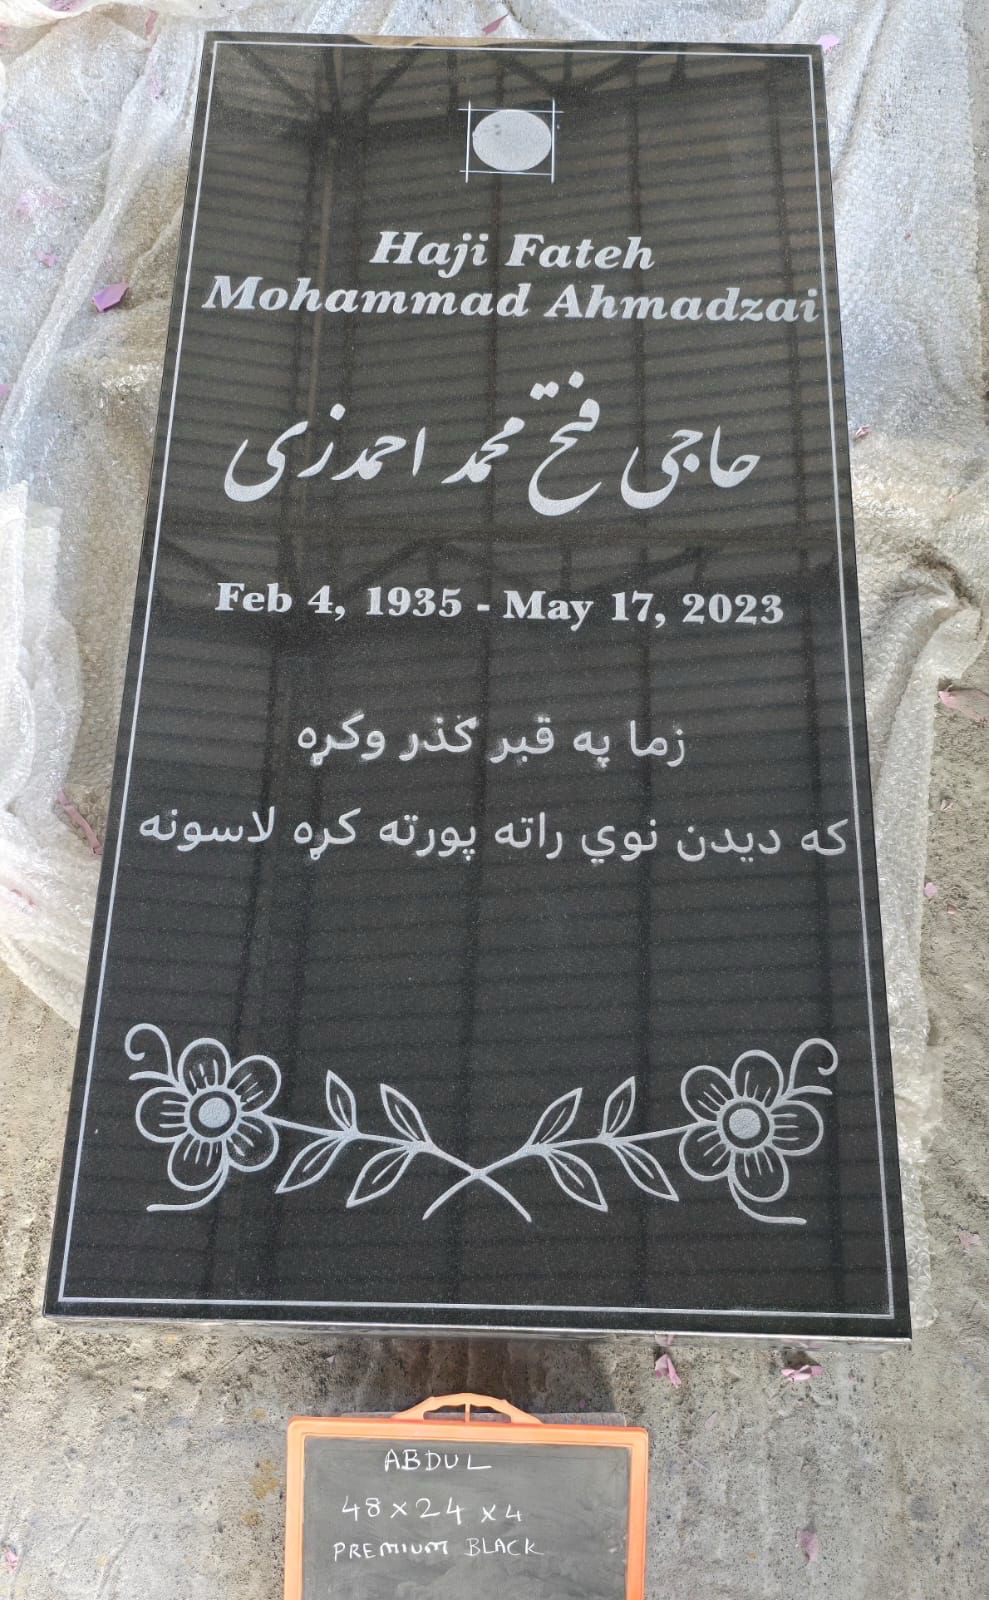 Haji Fateh
Mohammad Ahmadzai
حاجی فتح محمد احمدزی
Feb 4, 1935 - May 17, 2023
زما په قبر ګذر وکړه
که دیدن نوي راته پورته کړه لاسونه
ABDUL
48 x 24 x 4
PREMIUM BLACK